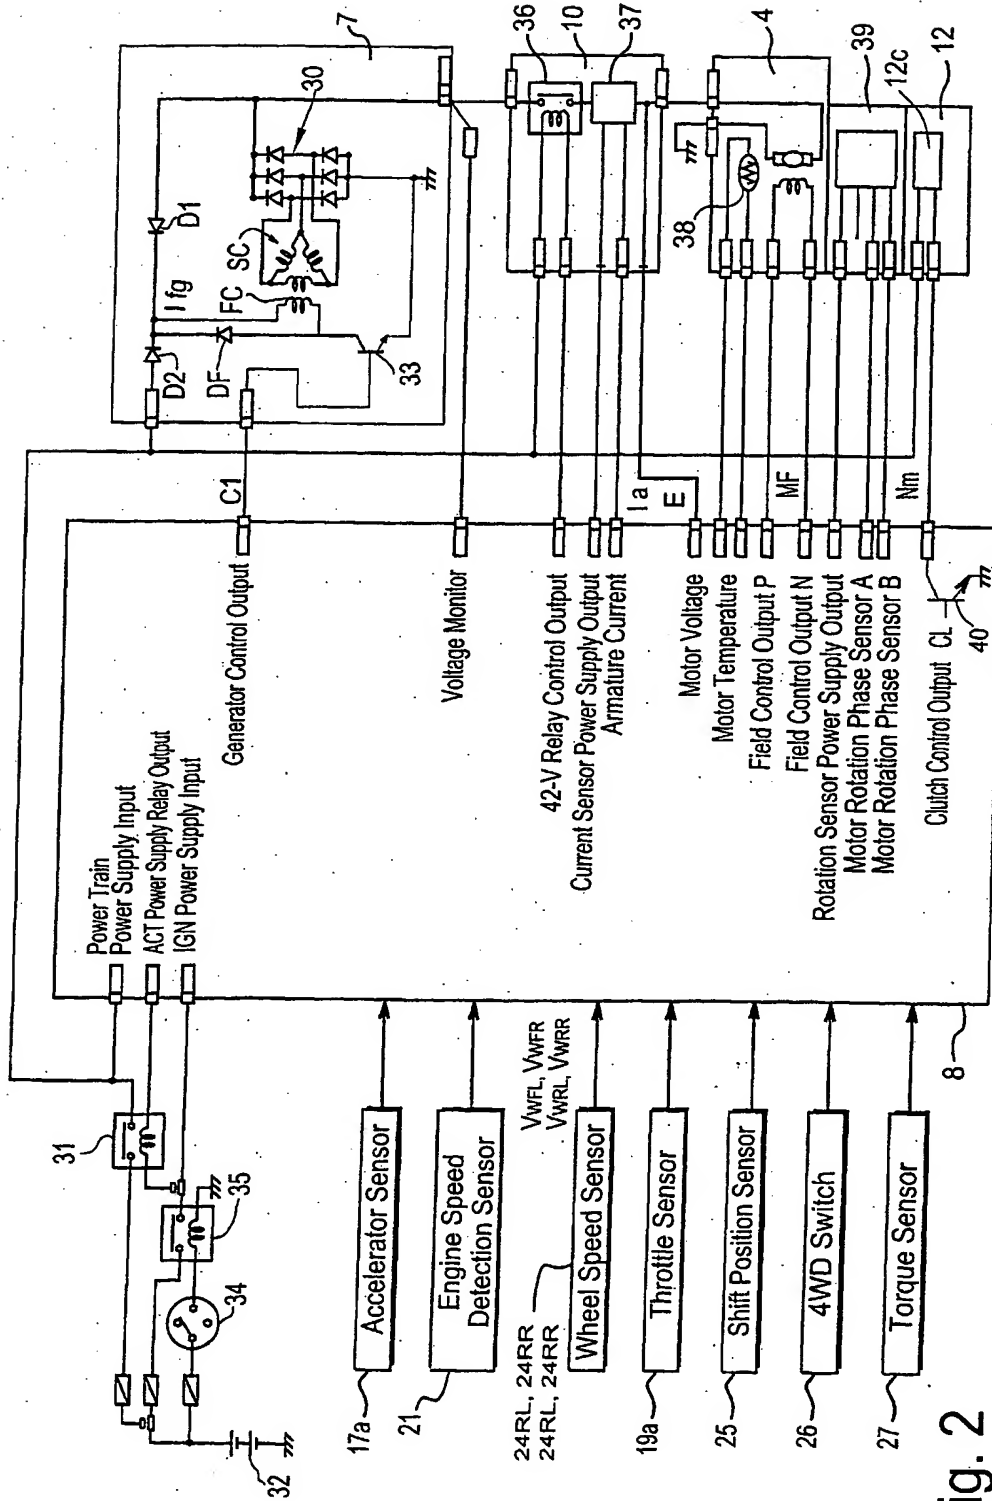 7
30
D1
SC
I fg
FC
D2
DF
33
C1
36
10
37
I a
E
4
38
39
12c
12
MF
Nm
Power Train
Power Supply Input
ACT Power Supply Relay Output
IGN Power Supply Input
Generator Control Output
Voltage Monitor
42-V Relay Control Output
Current Sensor Power Supply Output
Armature Current
Motor Voltage
Motor Temperature
Field Control Output P
Field Control Output N
Rotation Sensor Power Supply Output
Motor Rotation Phase Sensor A
Motor Rotation Phase Sensor B
Clutch Control Output CL
40
31
35
34
32
Accelerator Sensor
17a
Engine Speed
Detection Sensor
21
VWFL, VWFR
VWRL, VWRR
Wheel Speed Sensor
24RL, 24RR
24RL, 24RR
Throttle Sensor
19a
Shift Position Sensor
25
4WD Switch
26
Torque Sensor
27
8
ig. 2